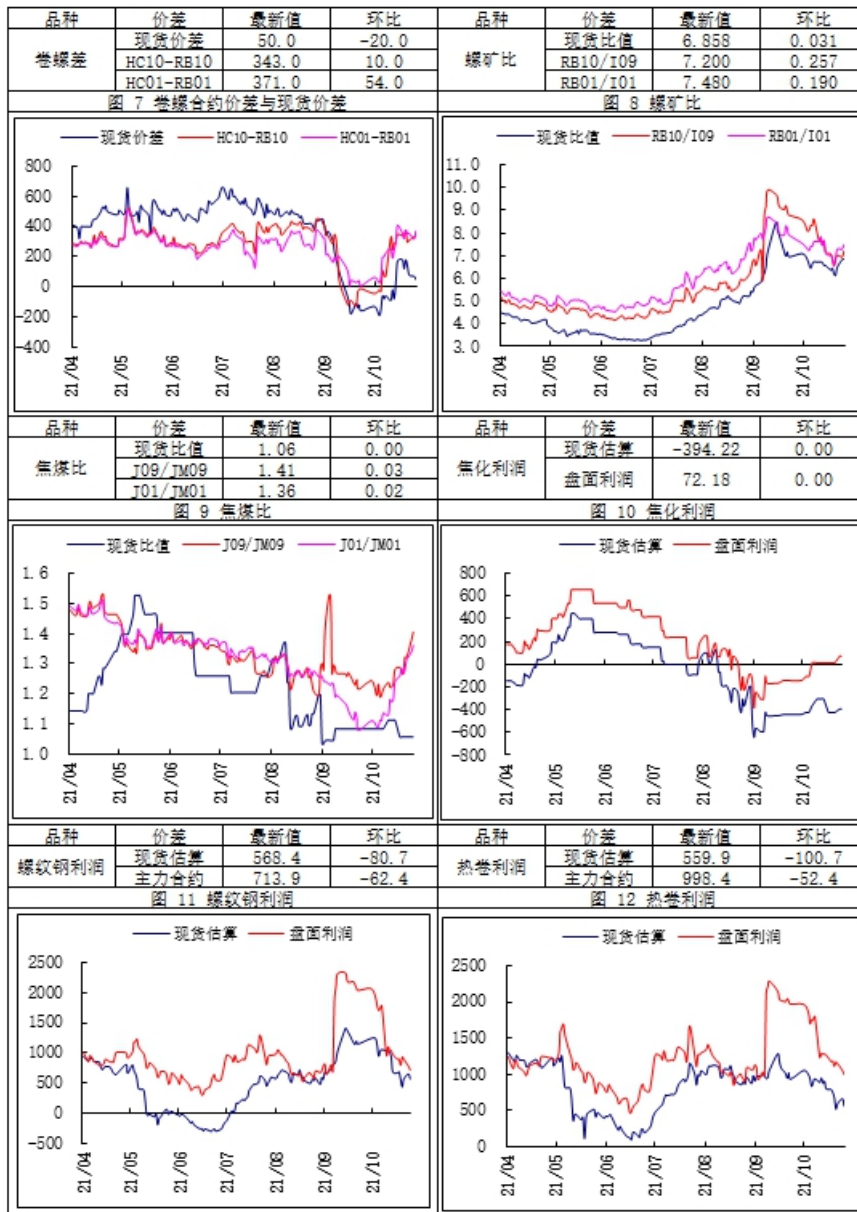 品种 价差 最新值 环比 品种 价差 最新值 环比
卷螺差 现货价差 50.0 -20.0 螺矿比 现货比值 6.858 0.031
HC10-RB10 343.0 10.0 RB10/I09 7.200 0.257
HC01-RB01 371.0 54.0 RB01/I01 7.480 0.190
图 7 卷螺合约价差与现货价差 图 8 螺矿比
现货价差 HC10-RB10 HC01-RB01
800
600
400
200
0
-200
-400
21/04 21/05 21/06 21/07 21/08 21/09 21/10
现货比值 RB10/I09 RB01/I01
11.0
10.0
9.0
8.0
7.0
6.0
5.0
4.0
3.0
21/04 21/05 21/06 21/07 21/08 21/09 21/10
品种 价差 最新值 环比 品种 价差 最新值 环比
焦煤比 现货比值 1.06 0.00 焦化利润 现货估算 -394.22 0.00
J09/JM09 1.41 0.03 盘面利润 72.18 0.00
J01/JM01 1.36 0.02
图 9 焦煤比 图 10 焦化利润
现货比值 J09/JM09 J01/JM01
1.6
1.5
1.4
1.3
1.2
1.1
1.0
21/04 21/05 21/06 21/07 21/08 21/09 21/10
现货估算 盘面利润
800
600
400
200
0
-200
-400
-600
-800
21/04 21/05 21/06 21/07 21/08 21/09 21/10
品种 价差 最新值 环比 品种 价差 最新值 环比
螺纹钢利润 现货估算 568.4 -80.7 热卷利润 现货估算 559.9 -100.7
主力合约 713.9 -62.4 主力合约 998.4 -52.4
图 11 螺纹钢利润 图 12 热卷利润
现货估算 盘面利润
2500
2000
1500
1000
500
0
-500
21/04 21/05 21/06 21/07 21/08 21/09 21/10
现货估算 盘面利润
2500
2000
1500
1000
500
0
21/04 21/05 21/06 21/07 21/08 21/09 21/10